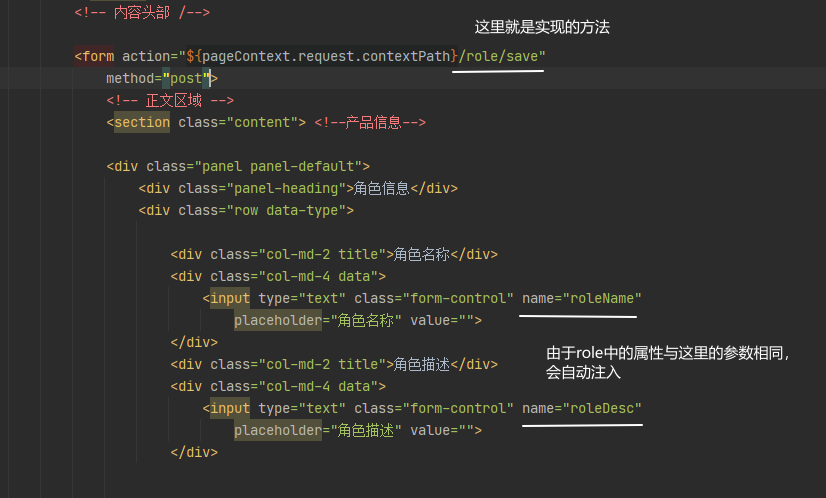 <!-- 内容头部 /-->
这里就是实现的方法
<form action="${pageContext.request.contextPath}/role/save"
method="post">
<!-- 正文区域 -->
<section class="content"> <!--产品信息-->
<div class="panel panel-default">
<div class="panel-heading">角色信息</div>
<div class="row data-type">
<div class="col-md-2 title">角色名称</div>
<div class="col-md-4 data">
<input type="text" class="form-control" name="roleName"
placeholder="角色名称" value="">
</div>
由于role中的属性与这里的参数相同，
会自动注入
<div class="col-md-2 title">角色描述</div>
<div class="col-md-4 data">
<input type="text" class="form-control" name="roleDesc"
placeholder="角色描述" value="">
</div>